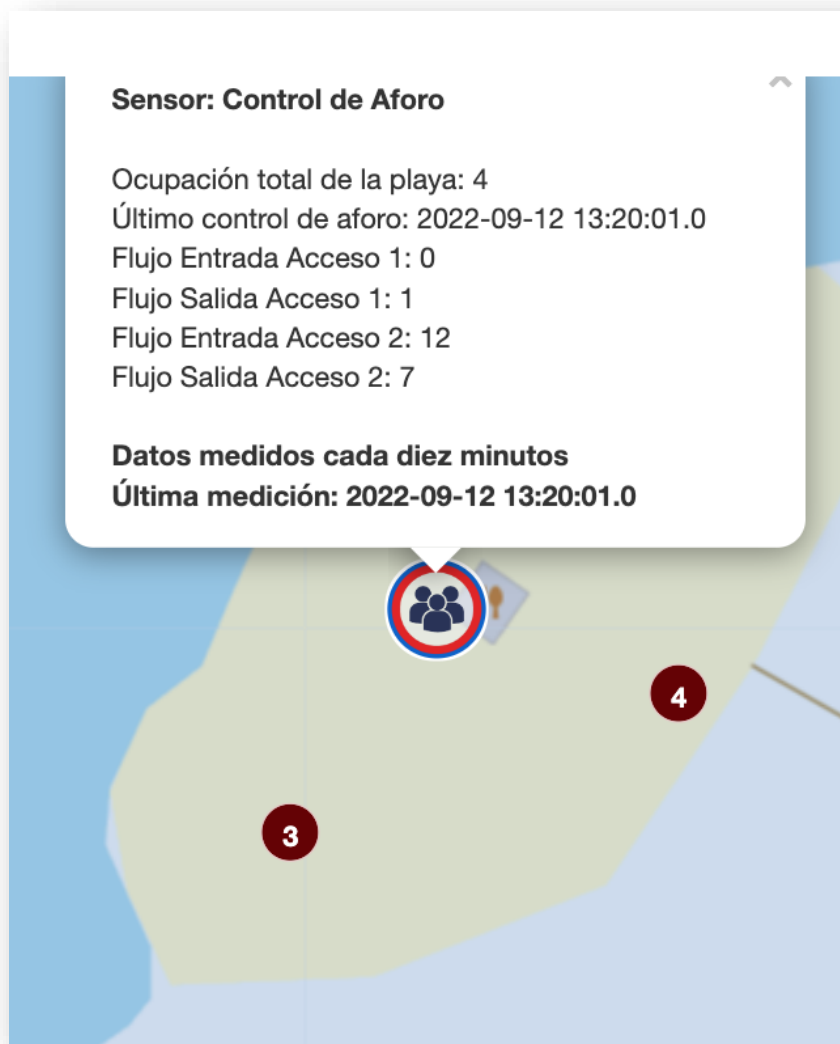 Sensor: Control de Aforo
Ocupación total de la playa: 4
Último control de aforo: 2022-09-12 13:20:01.0
Flujo Entrada Acceso 1: 0
Flujo Salida Acceso 1: 1
Flujo Entrada Acceso 2: 12
Flujo Salida Acceso 2: 7
Datos medidos cada diez minutos
Última medición: 2022-09-12 13:20:01.0
4
3